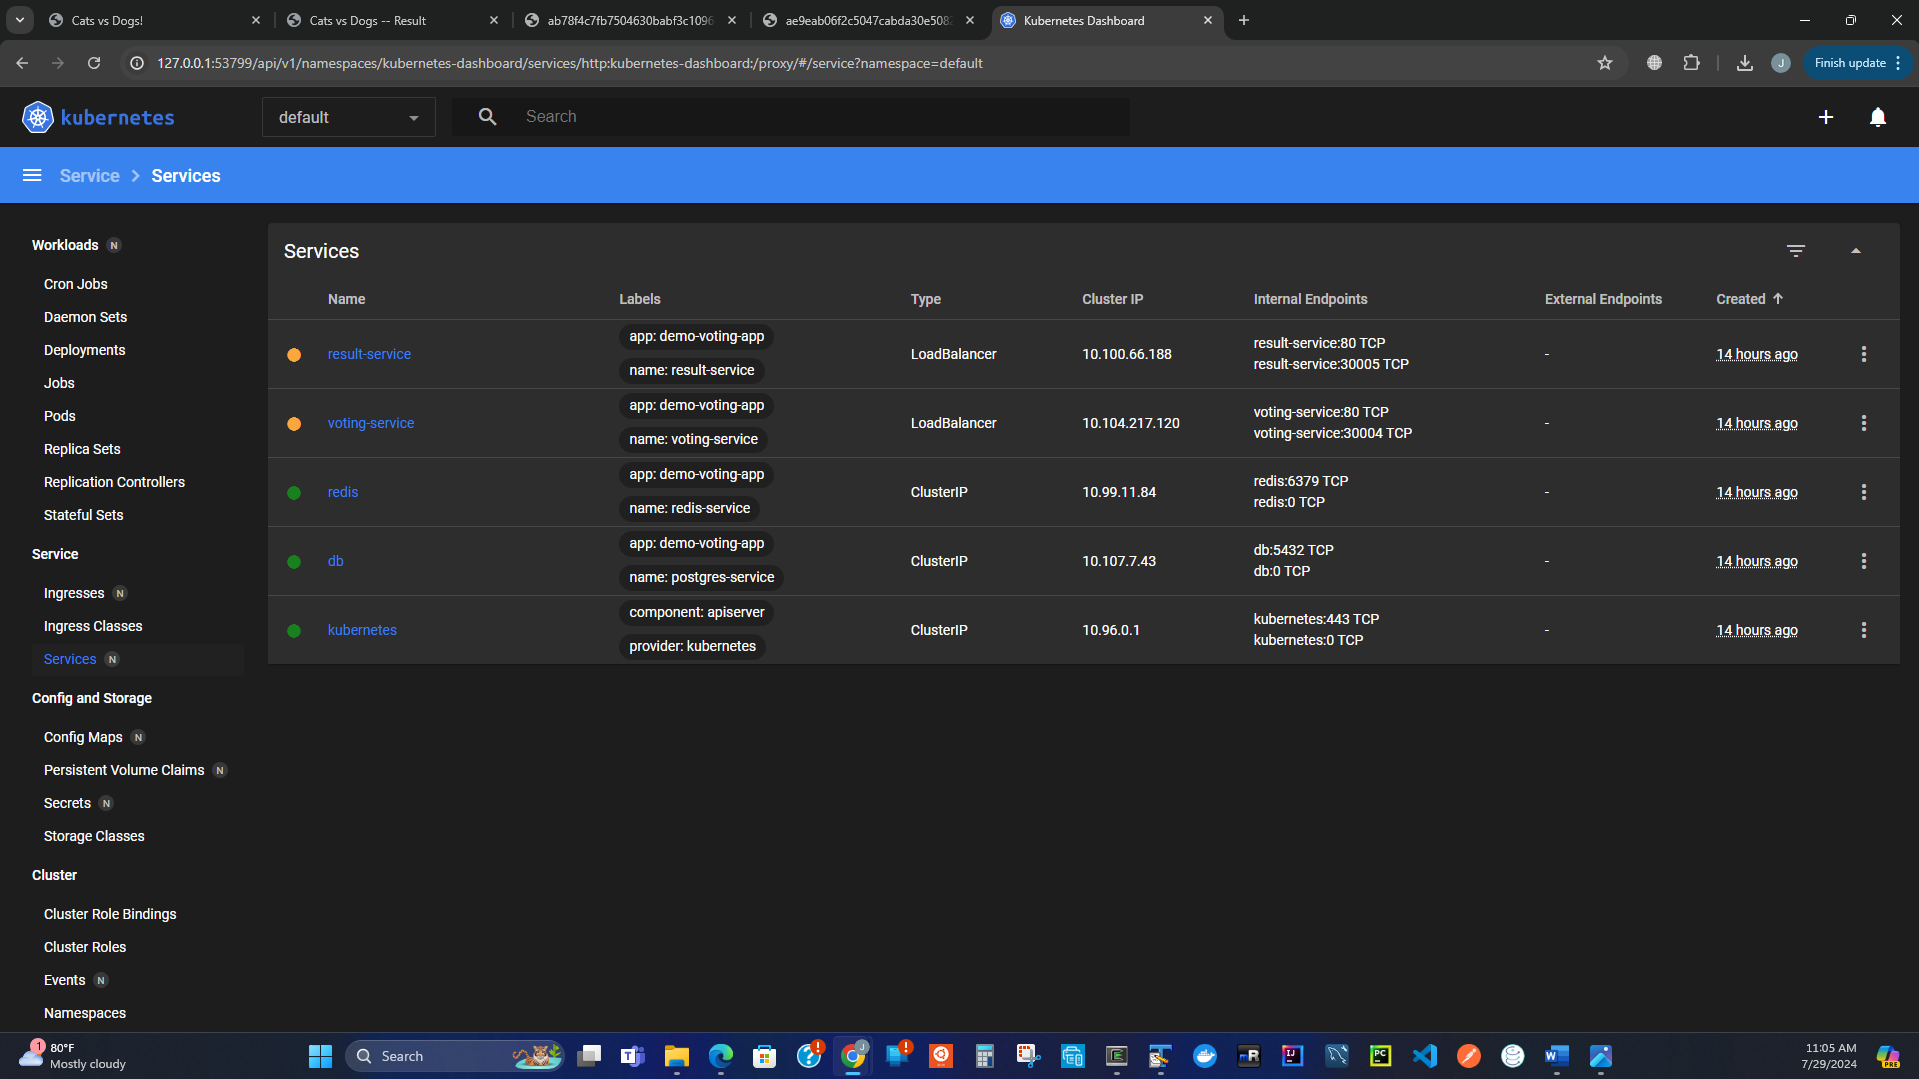 Cats vs Dogs!
Cats vs Dogs -- Result
ab78f4c7fb7504630babf3c1096
ae9eab06f2c5047cabda30e508
Kubernetes Dashboard
127.0.0.1:53799/api/v1/namespaces/kubernetes-dashboard/services/http:kubernetes-dashboard:/proxy/#/service?namespace=default
J
Finish update
kubernetes
default
Search
Service
Services
Workloads N
Cron Jobs
Daemon Sets
Deployments
Jobs
Pods
Replica Sets
Replication Controllers
Stateful Sets
Service
Ingresses N
Ingress Classes
Services N
Config and Storage
Config Maps N
Persistent Volume Claims N
Secrets N
Storage Classes
Cluster
Cluster Role Bindings
Cluster Roles
Events N
Namespaces
Services
Name Labels Type Cluster IP Internal Endpoints External Endpoints Created
result-service
app: demo-voting-app
name: result-service
LoadBalancer
10.100.66.188
result-service:80 TCP
result-service:30005 TCP
-
14 hours ago
voting-service
app: demo-voting-app
name: voting-service
LoadBalancer
10.104.217.120
voting-service:80 TCP
voting-service:30004 TCP
-
14 hours ago
redis
app: demo-voting-app
name: redis-service
ClusterIP
10.99.11.84
redis:6379 TCP
redis:0 TCP
-
14 hours ago
db
app: demo-voting-app
name: postgres-service
ClusterIP
10.107.7.43
db:5432 TCP
db:0 TCP
-
14 hours ago
kubernetes
component: apiserver
provider: kubernetes
ClusterIP
10.96.0.1
kubernetes:443 TCP
kubernetes:0 TCP
-
14 hours ago
1
80°F
Mostly cloudy
Search
J
11:05 AM
7/29/2024